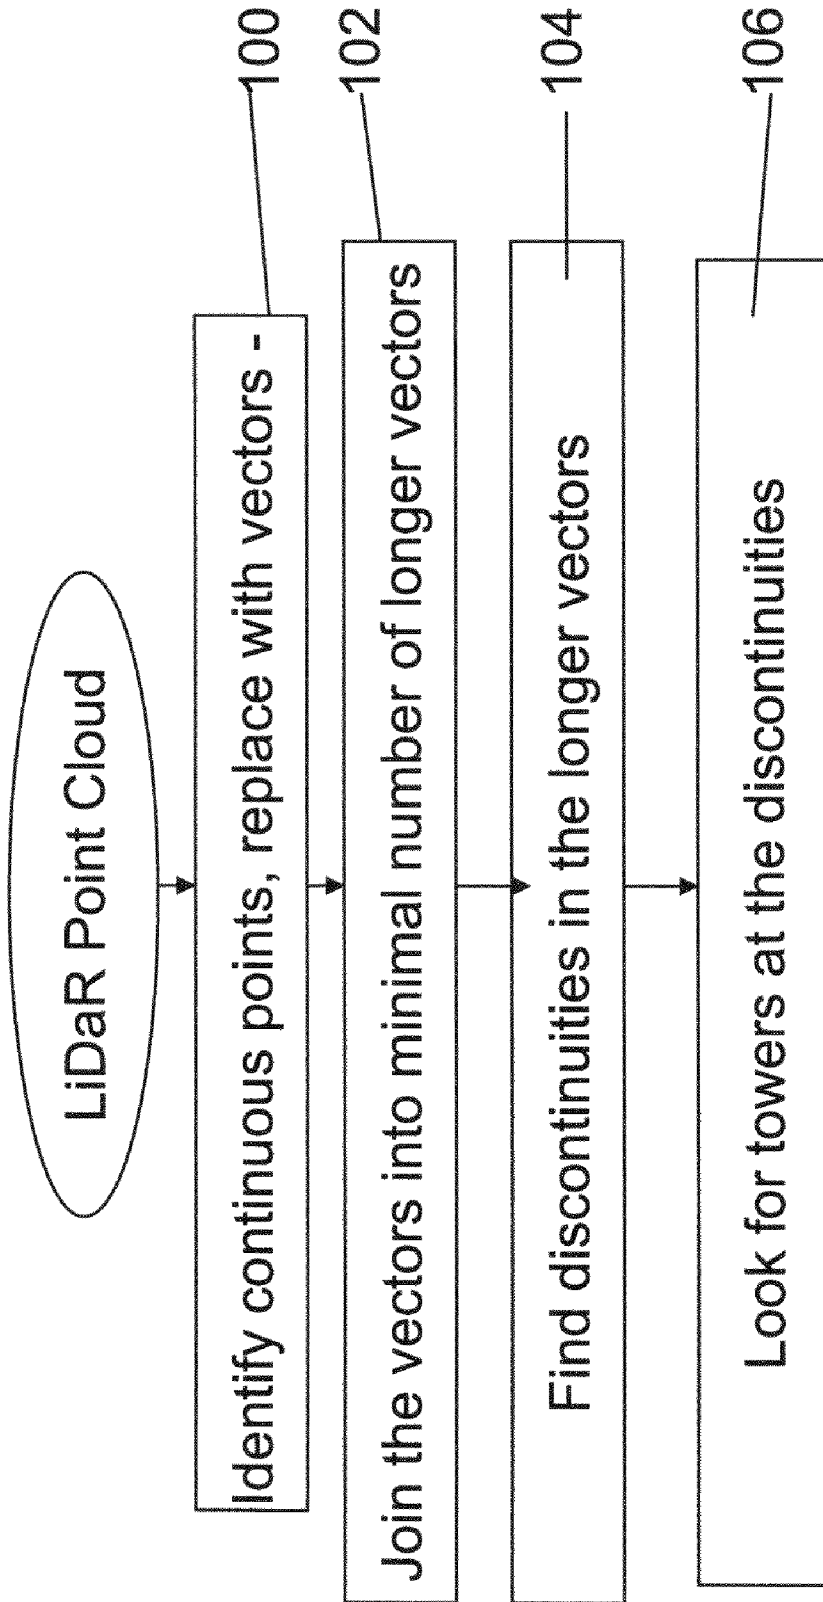 LiDaR Point Cloud
Identify continuous points, replace with vectors -
100
Join the vectors into minimal number of longer vectors
102
Find discontinuities in the longer vectors
104
Look for towers at the discontinuities
106